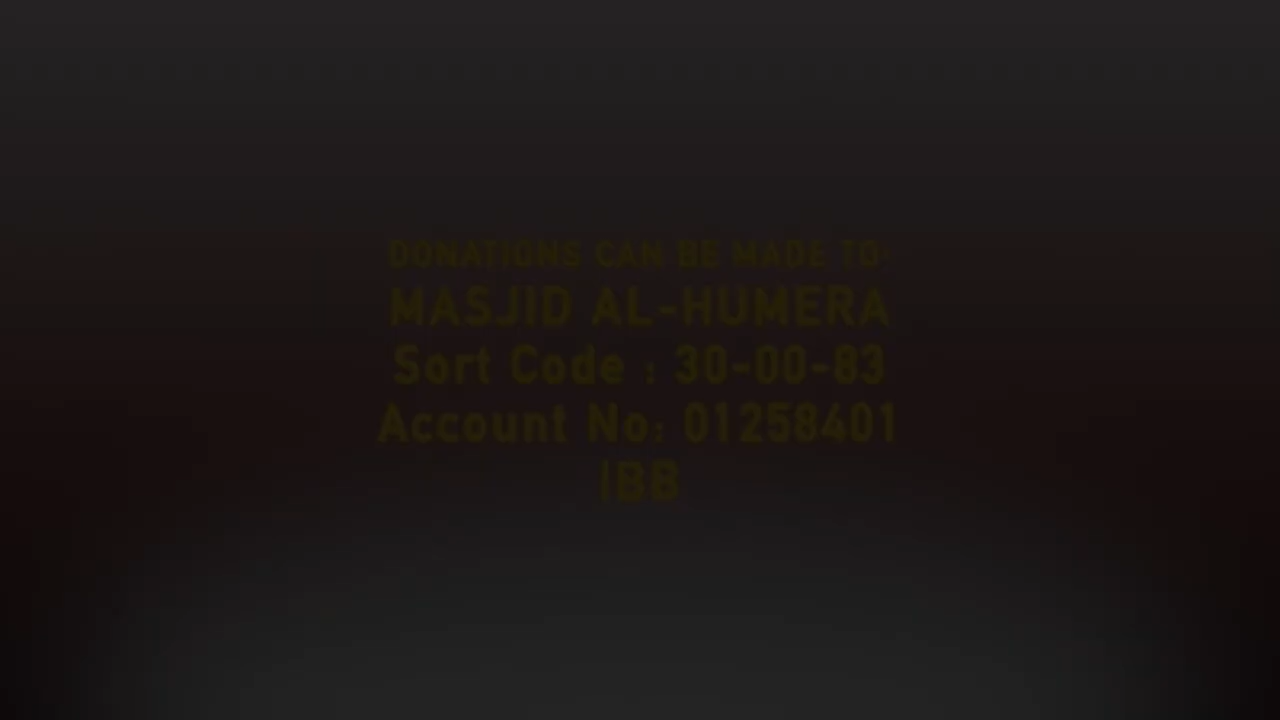 DONATIONS CAN BE MADE TO:
MASJID AL-HUMERA
Sort Code : 30-00-83
Account No: 01258401
IBB